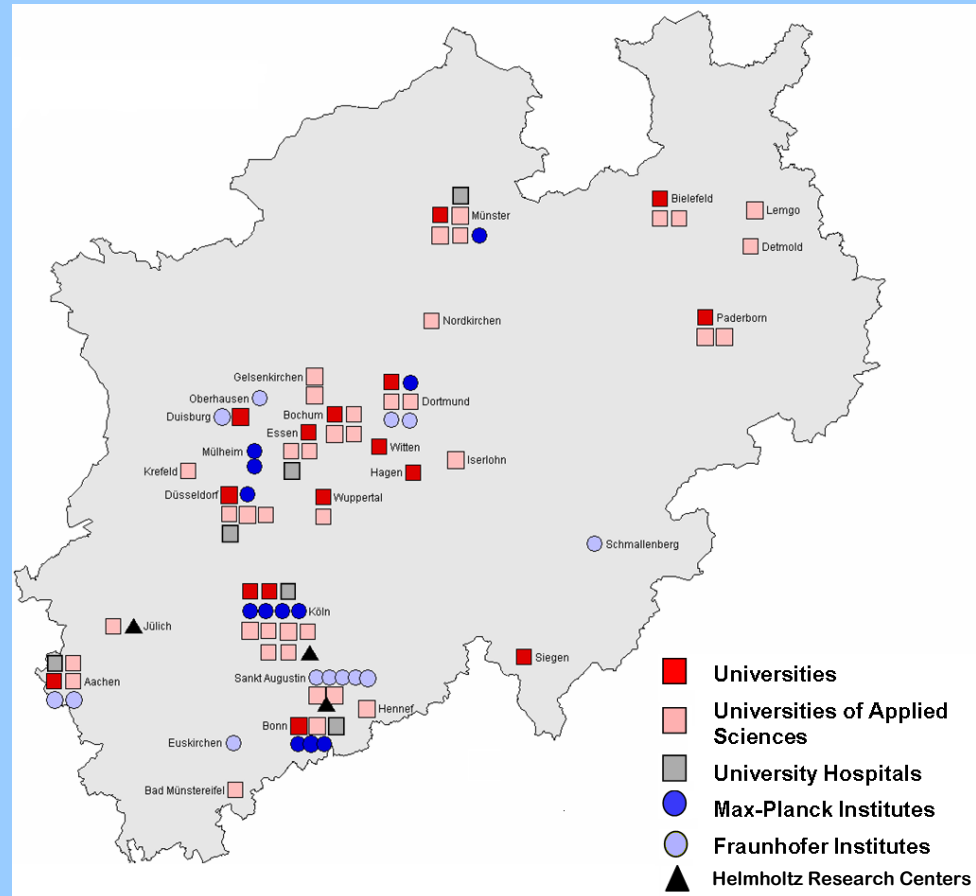 Münster
Bielefeld
Lemgo
Detmold
Nordkirchen
Paderborn
Gelsenkirchen
Oberhausen
Dortmund
Duisburg
Bochum
Essen
Witten
Mülheim
Iserlohn
Krefeld
Hagen
Düsseldorf
Wuppertal
Schmallenberg
Köln
Jülich
Siegen
Sankt Augustin
Aachen
Hennef
Bonn
Euskirchen
Bad Münstereifel
Universities
Universities of Applied
Sciences
University Hospitals
Max-Planck Institutes
Fraunhofer Institutes
Helmholtz Research Centers